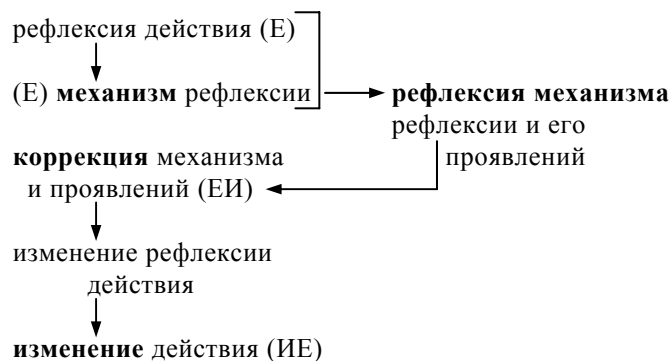 рефлексия действия (Е)
(Е) механизм рефлексии
рефлексия механизма
рефлексии и его
проявлений
коррекция механизма
и проявлений (ЕИ)
изменение рефлексии
действия
изменение действия (ИЕ)